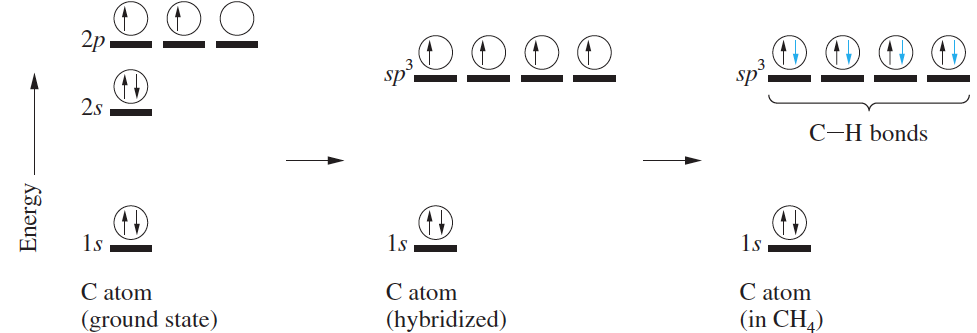 2p
2s
1s
Energy
C atom
(ground state)
sp³
1s
C atom
(hybridized)
sp³
C—H bonds
1s
C atom
(in CH₄)